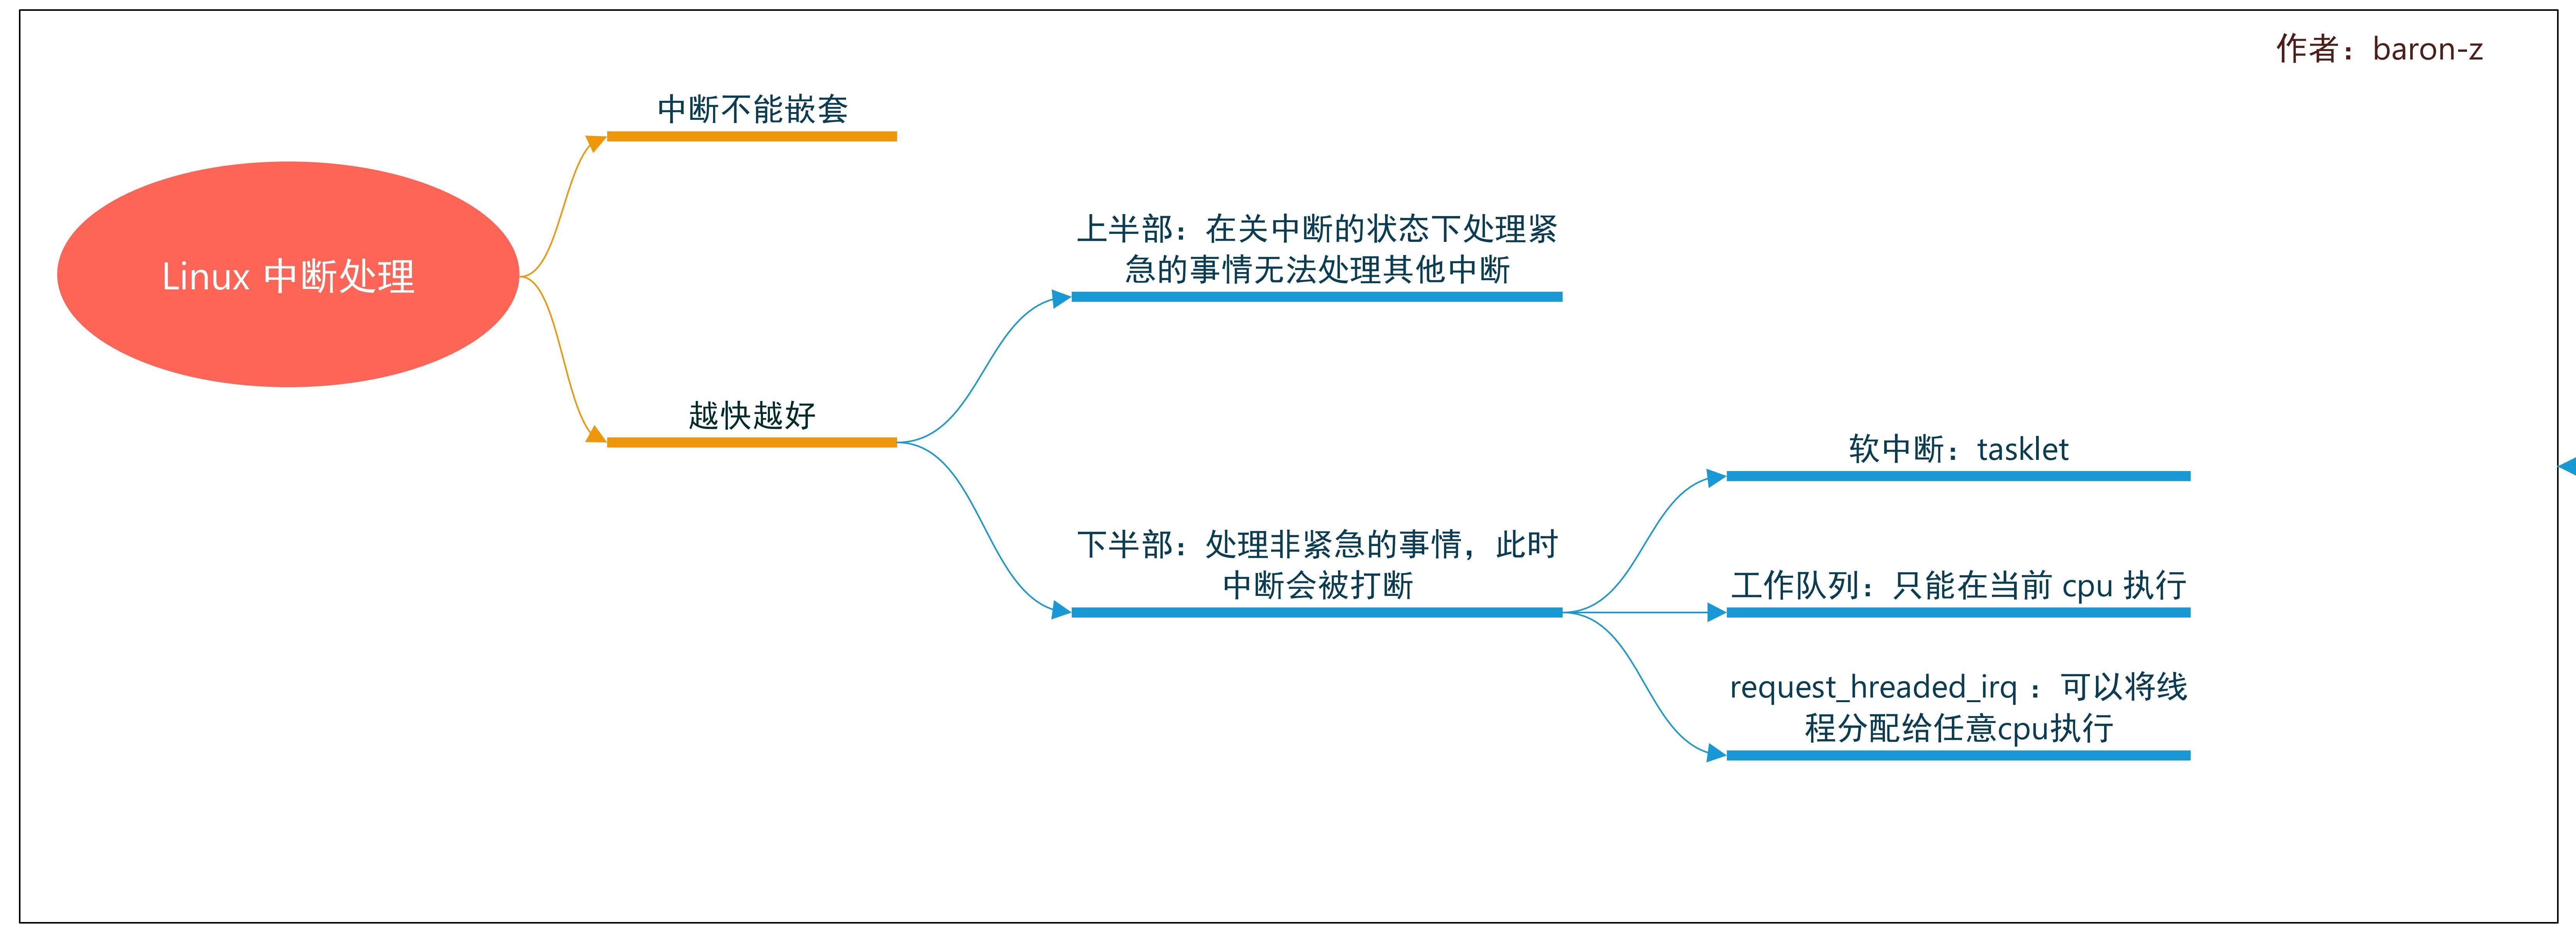 作者：baron-z
中断不能嵌套
Linux 中断处理
越快越好
上半部：在关中断的状态下处理紧
急的事情无法处理其他中断
下半部：处理非紧急的事情，此时
中断会被打断
软中断：tasklet
工作队列：只能在当前 cpu 执行
request_hreaded_irq ：可以将线
程分配给任意cpu执行